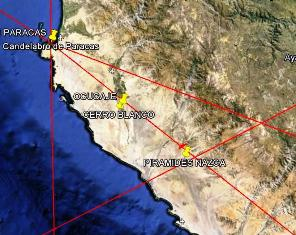 PARACAS
Candelabro de Paracas
OCUCAJE
CERRO BLANCO
PIRAMIDES NAZCA